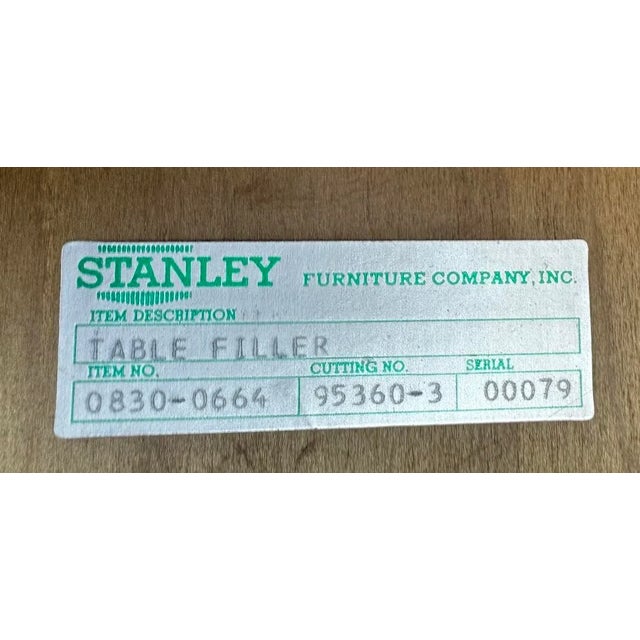 STANLEY FURNITURE COMPANY, INC.
ITEM DESCRIPTION
TABLE FILLER
ITEM NO. CUTTING NO. SERIAL
0830-0664 95360-3 00079